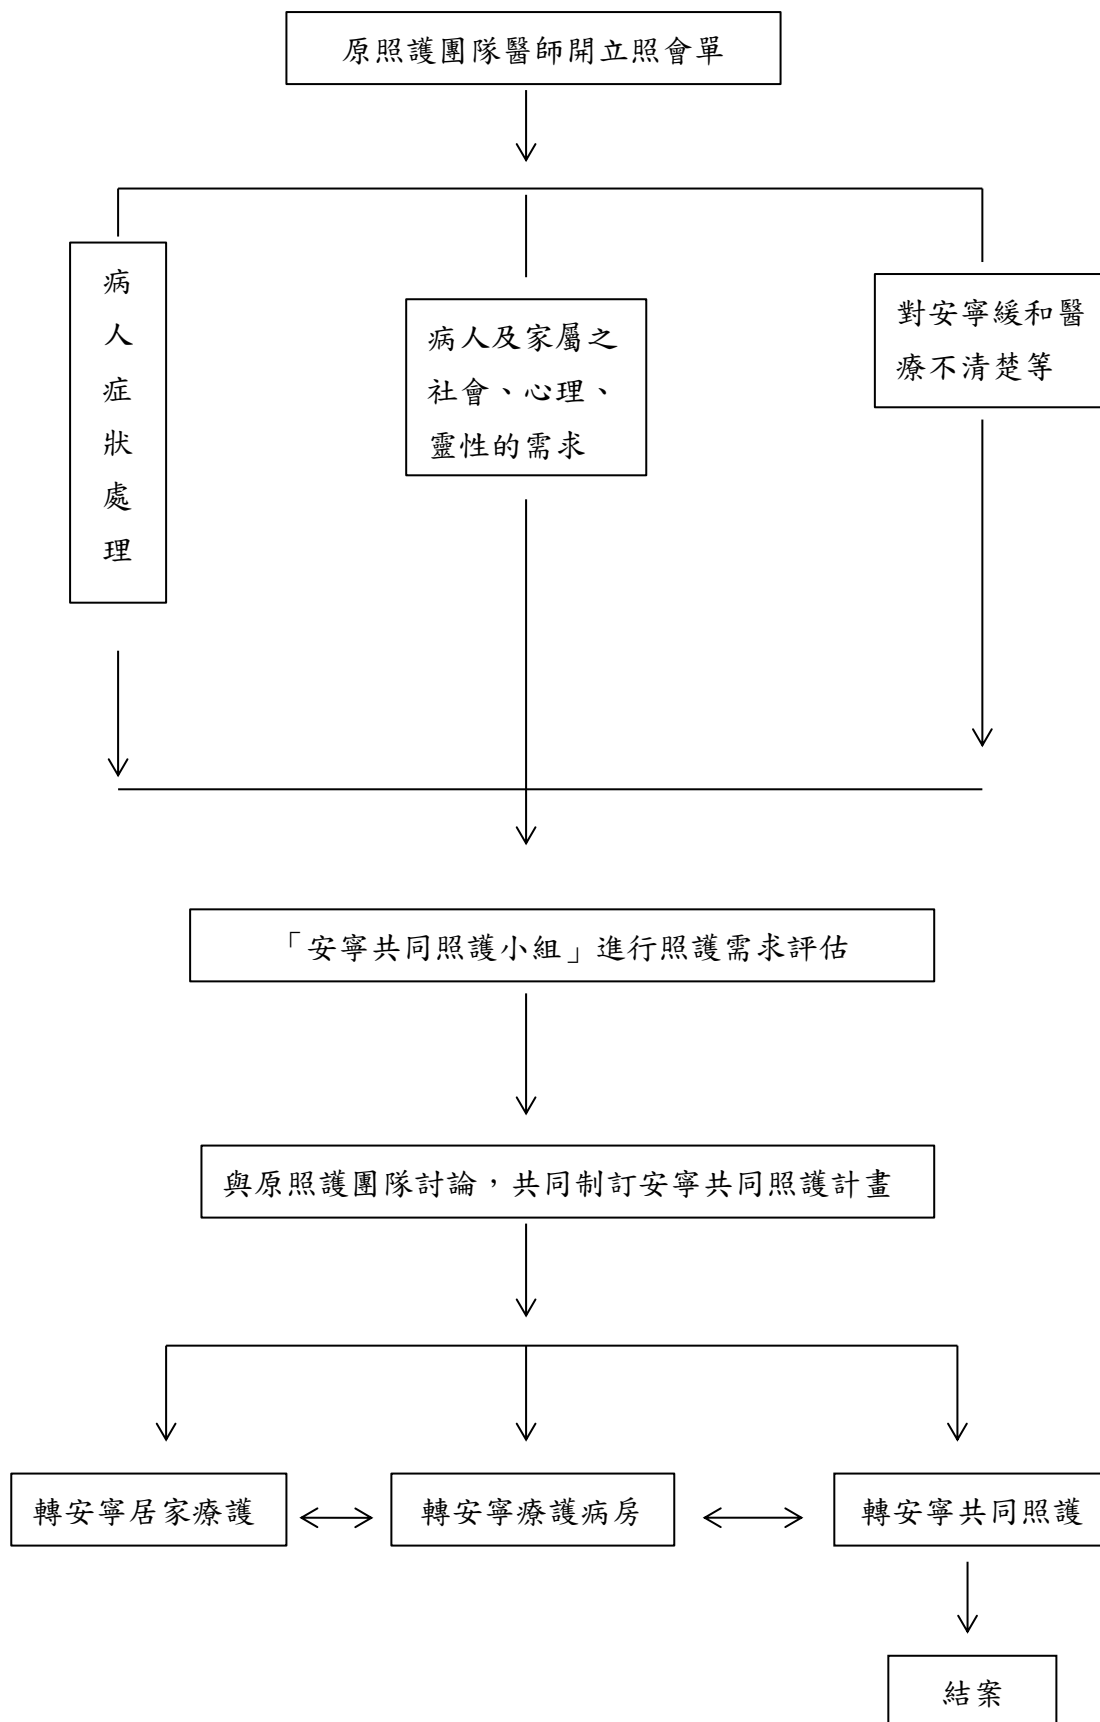 原照護團隊醫師開立照會單
病
人
症
狀
處
理
病人及家屬之
社會、心理、
靈性的需求
對安寧緩和醫
療不清楚等
「安寧共同照護小組」進行照護需求評估
與原照護團隊討論，共同制訂安寧共同照護計畫
轉安寧居家療護
轉安寧療護病房
轉安寧共同照護
結案